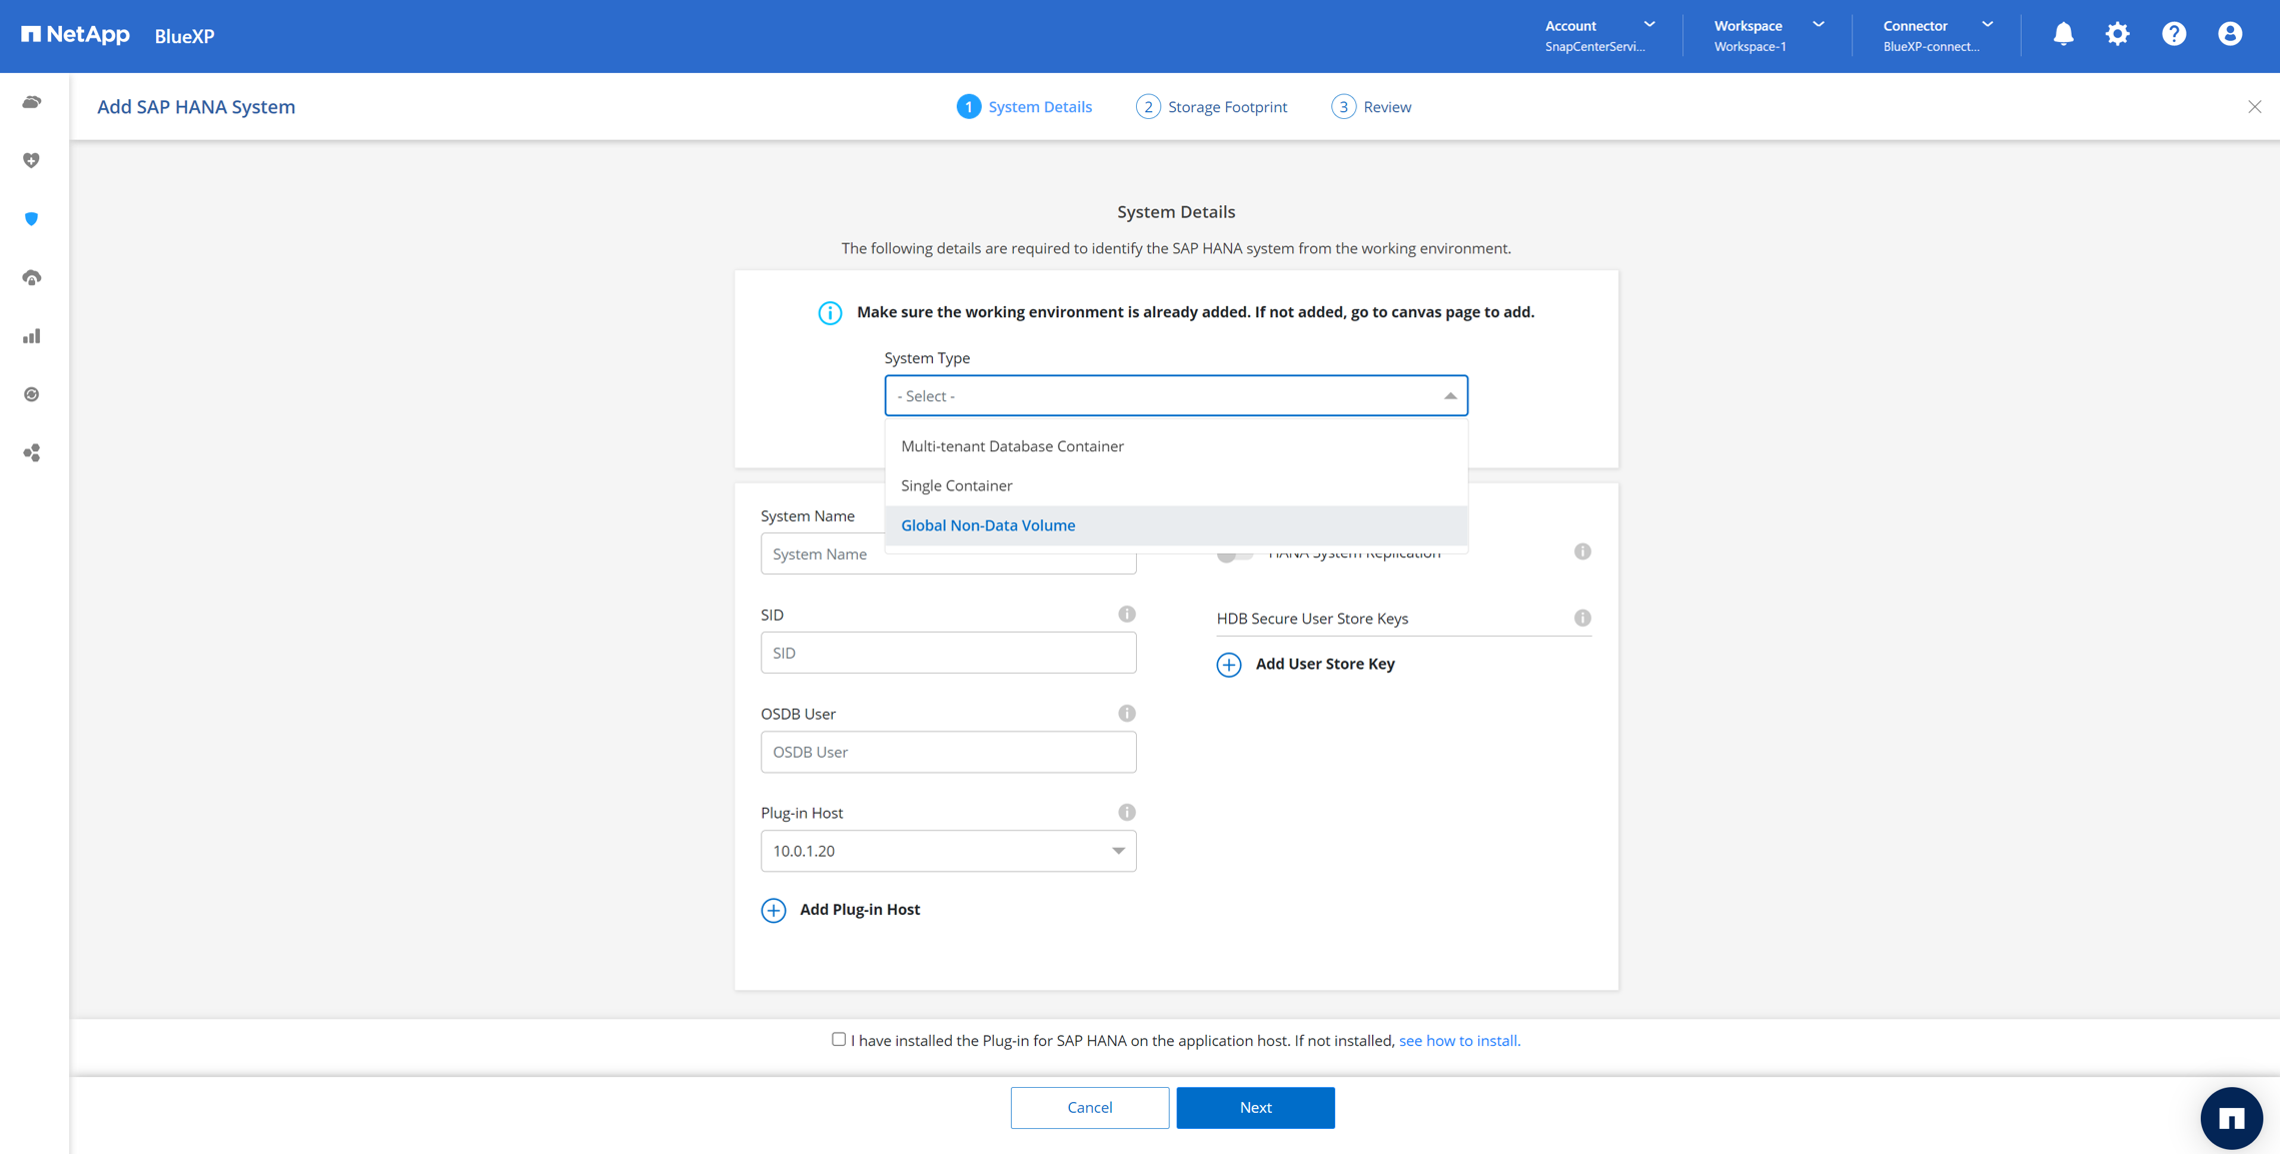 NetApp BlueXP
Account
SnapCenterServi...
Workspace
Workspace-1
Connector
BlueXP-connect...
Add SAP HANA System
1 System Details
2 Storage Footprint
3 Review
System Details
The following details are required to identify the SAP HANA system from the working environment.
Make sure the working environment is already added. If not added, go to canvas page to add.
System Type
- Select -
Multi-tenant Database Container
Single Container
Global Non-Data Volume
System Name
System Name
HANA System Replication
SID
SID
HDB Secure User Store Keys
Add User Store Key
OSDB User
OSDB User
Plug-in Host
10.0.1.20
Add Plug-in Host
I have installed the Plug-in for SAP HANA on the application host. If not installed, see how to install.
Cancel
Next